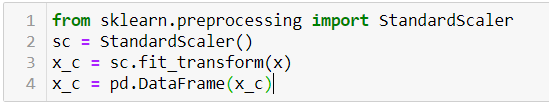 1 from sklearn.preprocessing import StandardScaler
2 sc = StandardScaler()
3 x_c = sc.fit_transform(x)
4 x_c = pd.DataFrame(x_c)